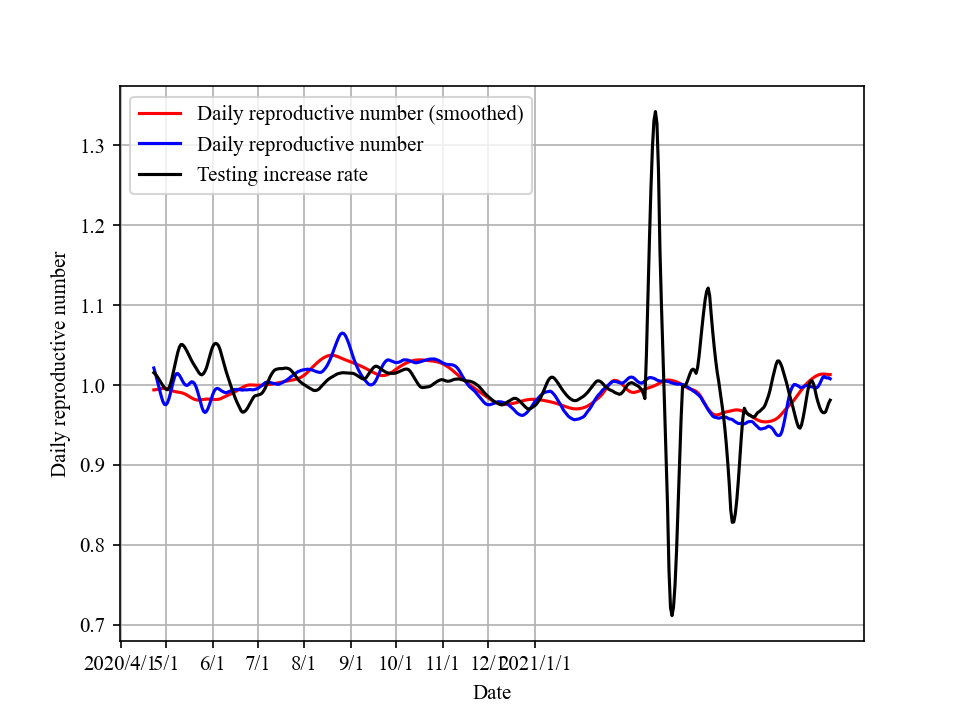 Daily reproductive number (smoothed)
Daily reproductive number
Testing increase rate
1.3
1.2
1.1
1.0
0.9
0.8
0.7
Daily reproductive number
2020/4/1 5/1 6/1 7/1 8/1 9/1 10/1 11/1 12/1 2021/1/1
Date